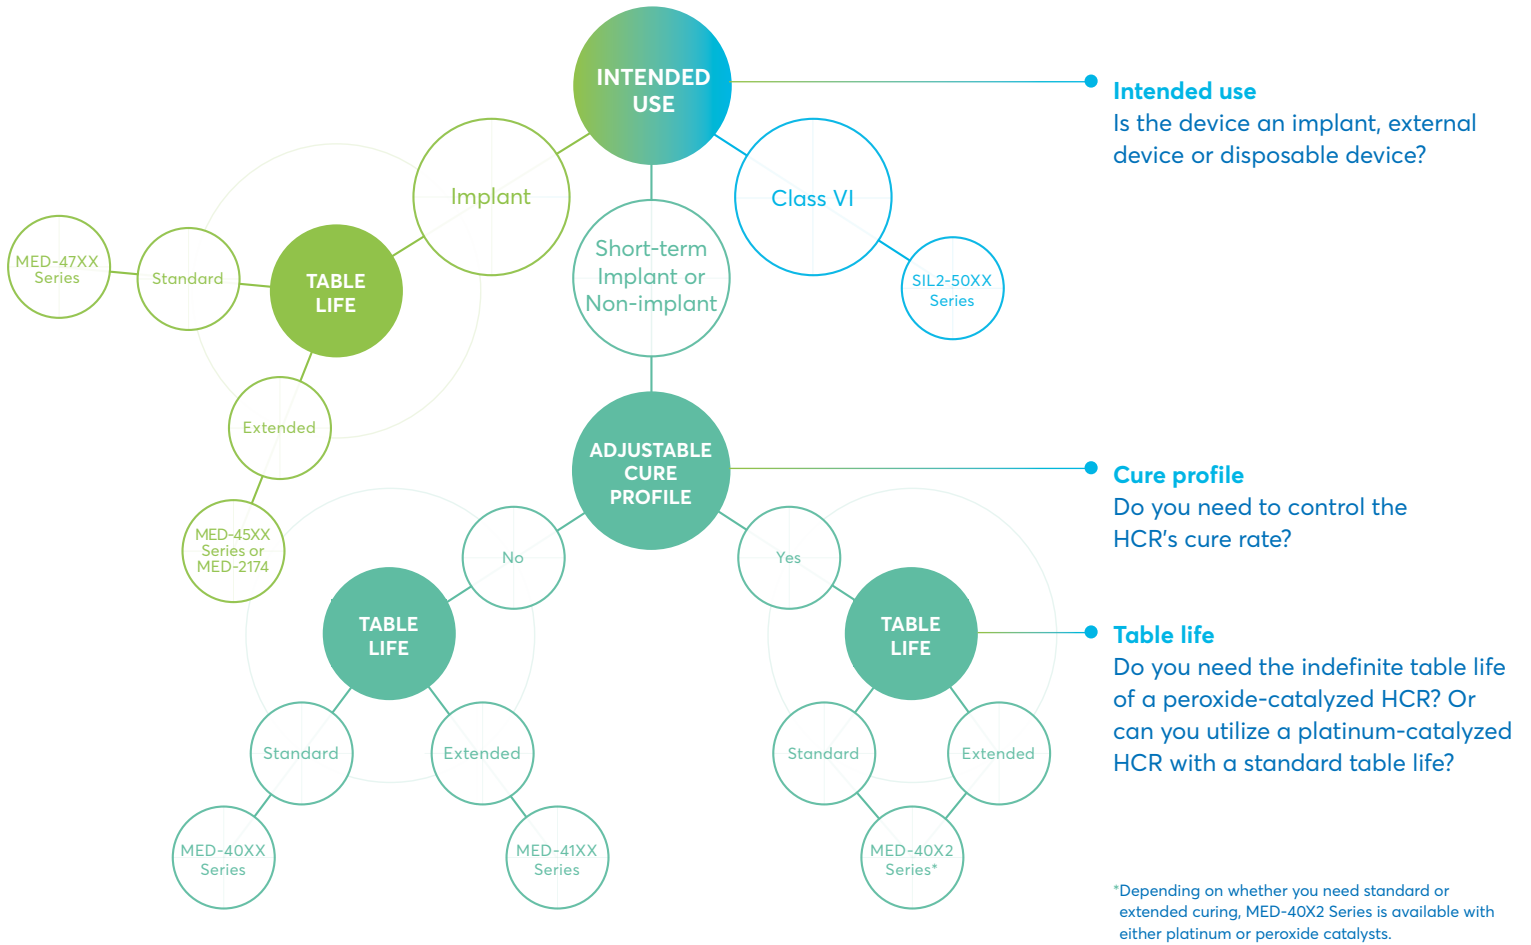 INTENDED
USE
Intended use
Is the device an implant, external
device or disposable device?
Implant
Class VI
Short-term
Implant or
Non-implant
MED-47XX
Series
Standard
TABLE
LIFE
SIL2-50XX
Series
Extended
MED-45XX
Series or
MED-2174
ADJUSTABLE
CURE
PROFILE
Cure profile
Do you need to control the
HCR's cure rate?
No
Yes
TABLE
LIFE
TABLE
LIFE
Table life
Do you need the indefinite table life
of a peroxide-catalyzed HCR? Or
can you utilize a platinum-catalyzed
HCR with a standard table life?
Standard
Extended
Standard
Extended
MED-40XX
Series
MED-41XX
Series
MED-40X2
Series*
*Depending on whether you need standard or
extended curing, MED-40X2 Series is available with
either platinum or peroxide catalysts.